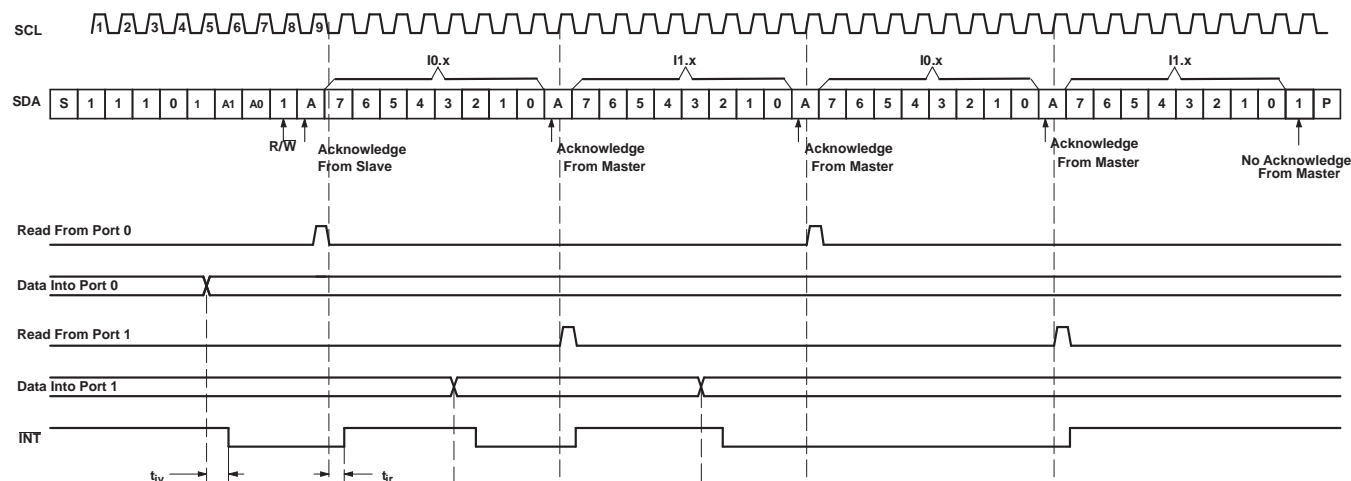 SCL 1 2 3 4 5 6 7 8 9
I0.x I1.x I0.x I1.x
SDA S 1 1 1 0 1 A1 A0 1 A 7 6 5 4 3 2 1 0 A 7 6 5 4 3 2 1 0 A 7 6 5 4 3 2 1 0 A 7 6 5 4 3 2 1 0 1 P
R/W̅ Acknowledge Acknowledge Acknowledge Acknowledge No Acknowledge
From Slave From Master From Master From Master From Master
Read From Port 0
Data Into Port 0
Read From Port 1
Data Into Port 1
I̅N̅T̅
tiv tir